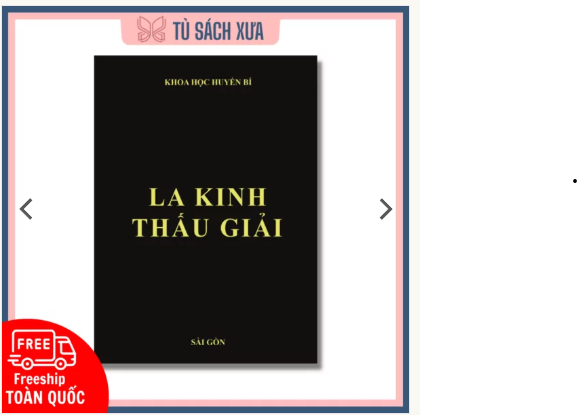 TỦ SÁCH XƯA
KHOA HỌC HUYỀN BÍ
LA KINH
THẤU GIẢI
SÀI GÒN
FREE
Freeship
TOÀN QUỐC